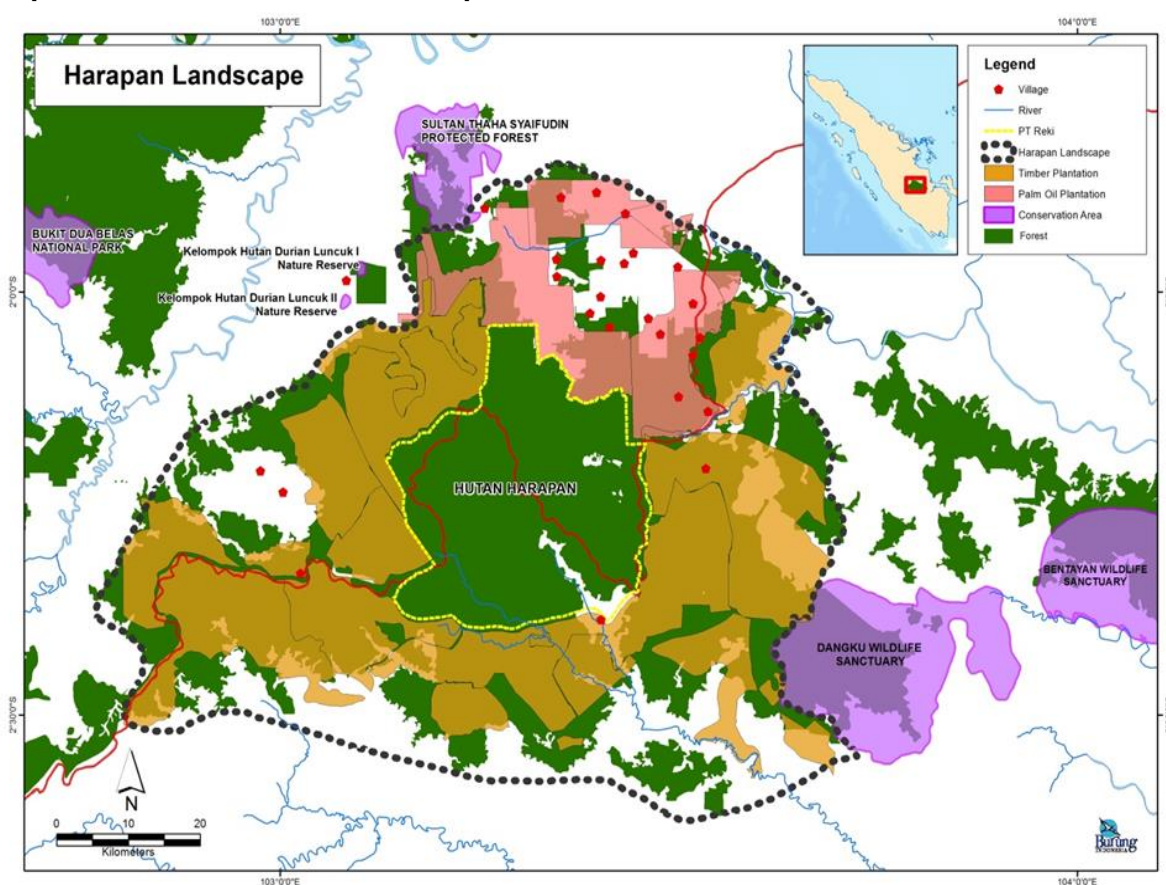 103°0'0"E
104°0'0"E
Harapan Landscape
Legend
Village
River
PT Reki
Harapan Landscape
Timber Plantation
Palm Oil Plantation
Conservation Area
Forest
SULTAN THAHA SYAIFUDIN
PROTECTED FOREST
BUKIT DUA BELAS
NATIONAL PARK
Kelompok Hutan Durian Luncuk I
Nature Reserve
Kelompok Hutan Durian Luncuk II
Nature Reserve
2°0'0"S
HUTAN HARAPAN
BENTAYAN WILDLIFE
SANCTUARY
DANGKU WILDLIFE
SANCTUARY
2°30'0"S
N
0 10 20
Kilometers
Burung
INDONESIA
103°0'0"E
104°0'0"E